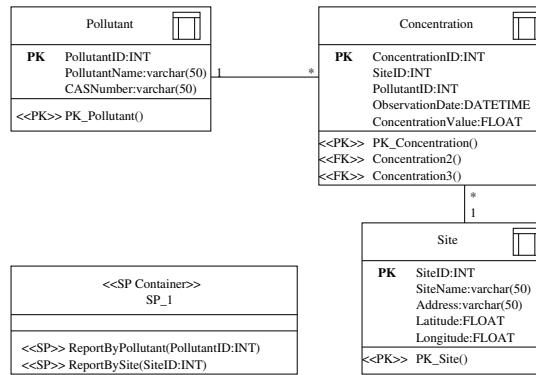 Pollutant
PK PollutantID:INT
PollutantName:varchar(50)
CASNumber:varchar(50)
<<PK>> PK_Pollutant()
1
*
Concentration
PK ConcentrationID:INT
SiteID:INT
PollutantID:INT
ObservationDate:DATETIME
ConcentrationValue:FLOAT
<<PK>> PK_Concentration()
<<FK>> Concentration2()
<<FK>> Concentration3()
*
1
Site
PK SiteID:INT
SiteName:varchar(50)
Address:varchar(50)
Latitude:FLOAT
Longitude:FLOAT
<<PK>> PK_Site()
<<SP Container>>
SP_1
<<SP>> ReportByPollutant(PollutantID:INT)
<<SP>> ReportBySite(SiteID:INT)